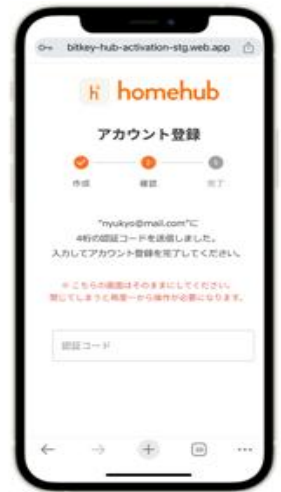 bitkey-hub-activation-stg.web.app
homehub
アカウント登録
作成 確認 完了
"nyukyo@mail.com"に
4桁の認証コードを送信しました。
入力してアカウント登録を完了してください。
※こちらの画面はそのままにしてください。
閉じてしまうと再度一から操作が必要になります。
認証コード